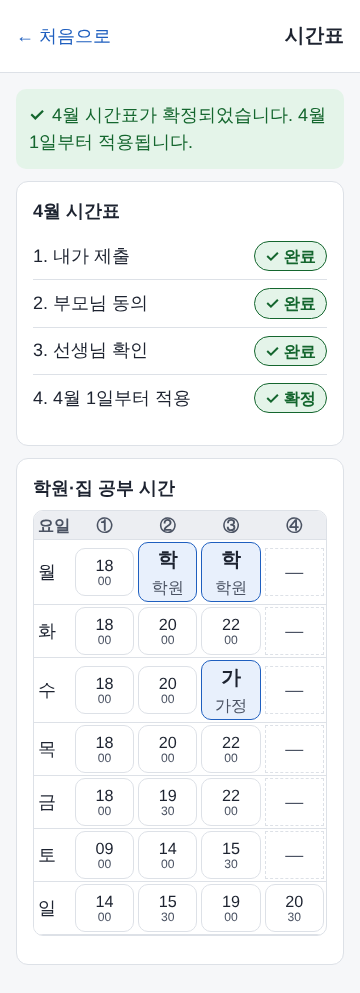 ← 처음으로 시간표
✓ 4월 시간표가 확정되었습니다. 4월
1일부터 적용됩니다.
4월 시간표
1. 내가 제출 ✓ 완료
2. 부모님 동의 ✓ 완료
3. 선생님 확인 ✓ 완료
4. 4월 1일부터 적용 ✓ 확정
학원·집 공부 시간
요일 ① ② ③ ④
월 18 00 학 학원 학 학원 —
화 18 00 20 00 22 00 —
수 18 00 20 00 가 가정 —
목 18 00 20 00 22 00 —
금 18 00 19 30 22 00 —
토 09 00 14 00 15 30 —
일 14 00 15 30 19 00 20 30